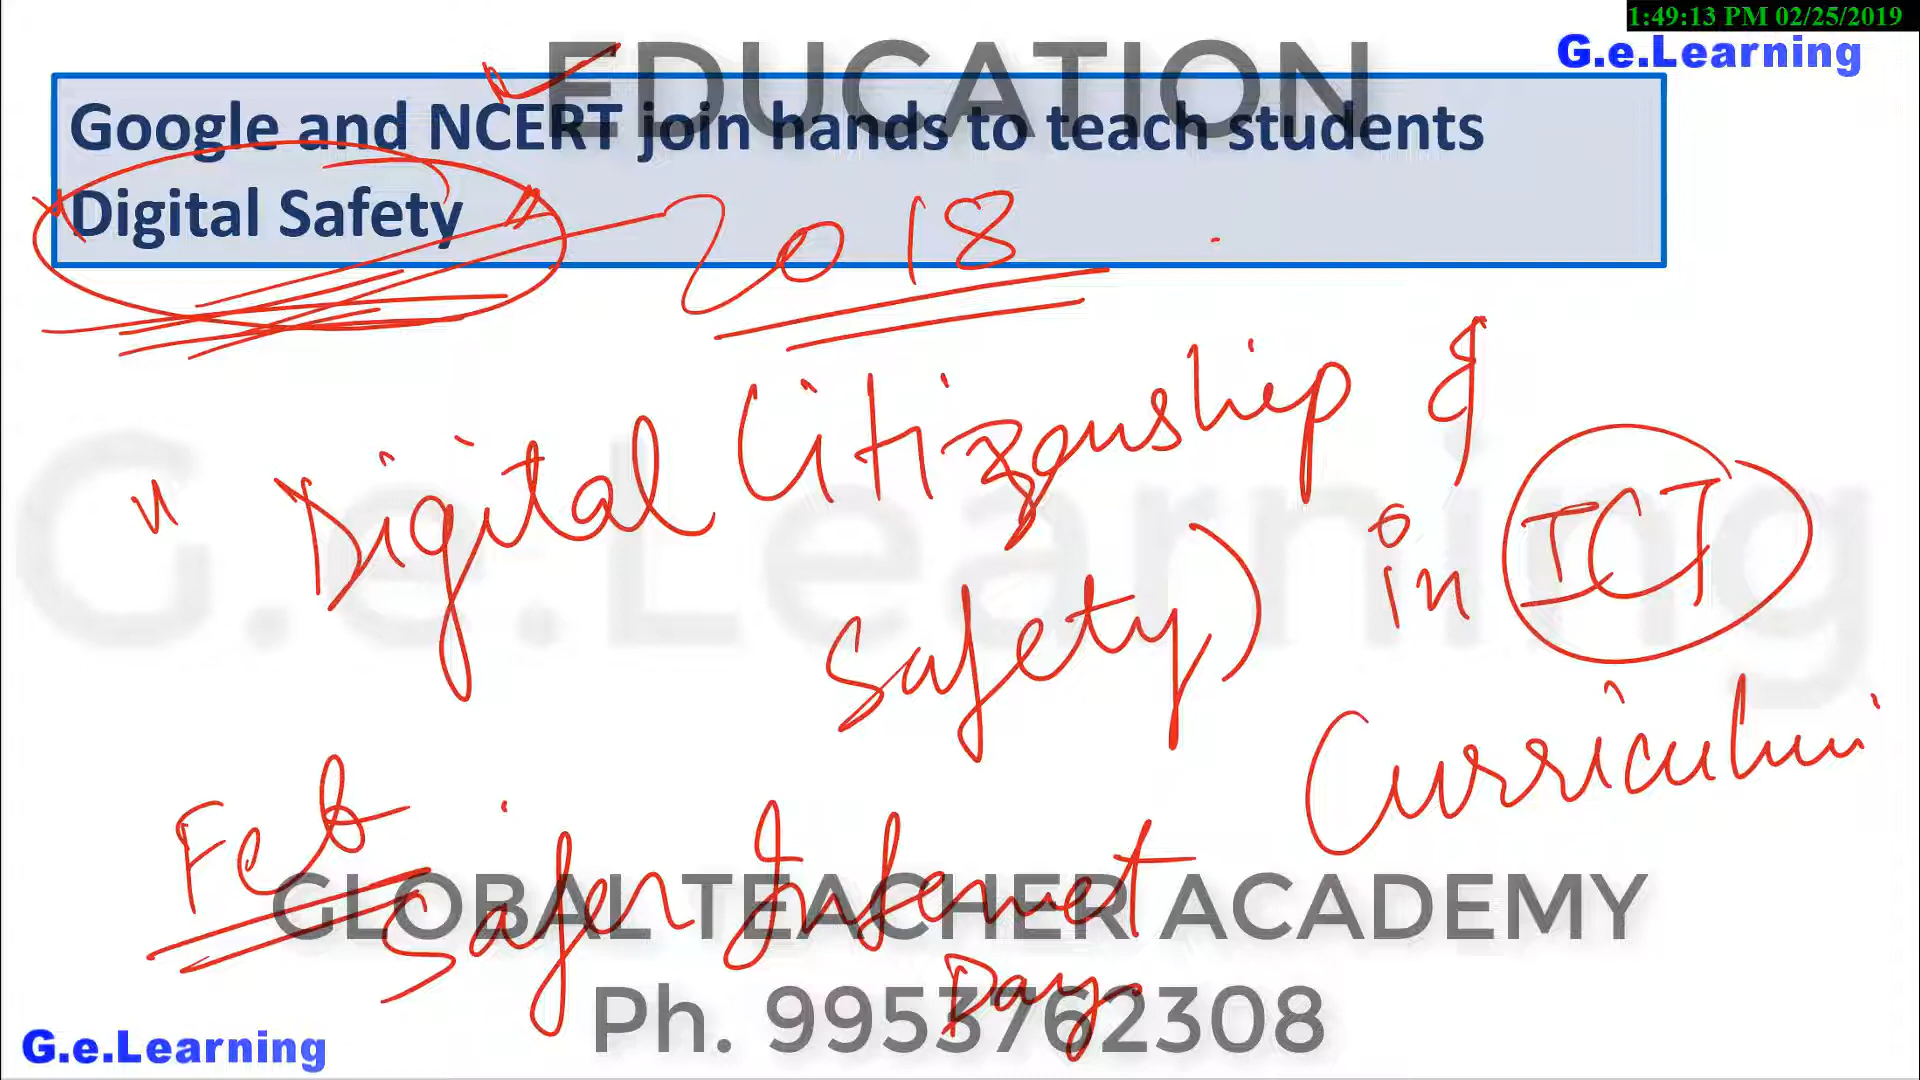 1:49:13 PM 02/25/2019
G.e.Learning
EDUCATION
Google and NCERT join hands to teach students
Digital Safety
2018
" Digital Citizenship &
Safety) in ICT
Curriculum
G.e.Learning
Feb
Safer Internet
Day
GLOBAL TEACHER ACADEMY
Ph. 9953762308
G.e.Learning